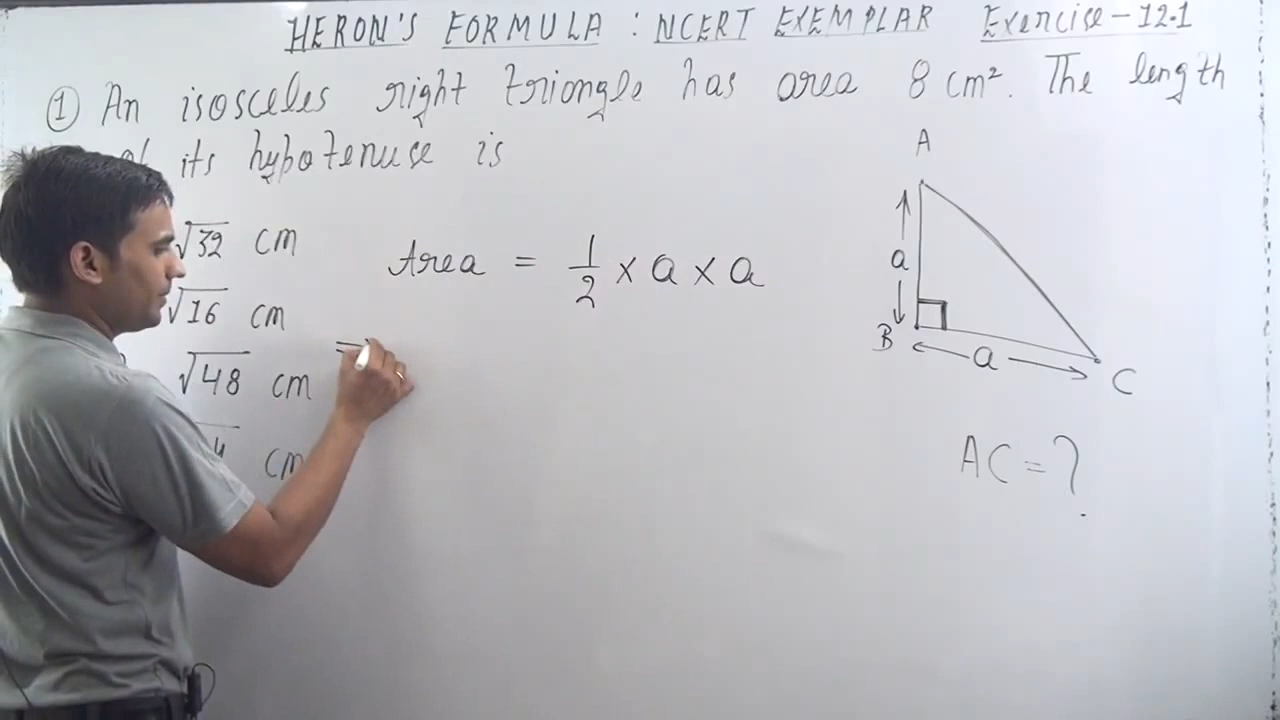 HERON'S FORMULA : NCERT EXEMPLAR Exercise-12.1
① An isosceles right triangle has area 8 cm². The length
its hypotenuse is
√32 cm
√16 cm
√48 cm
cm
Area = 1/2 × a × a
A
a
B
a
C
AC = ?